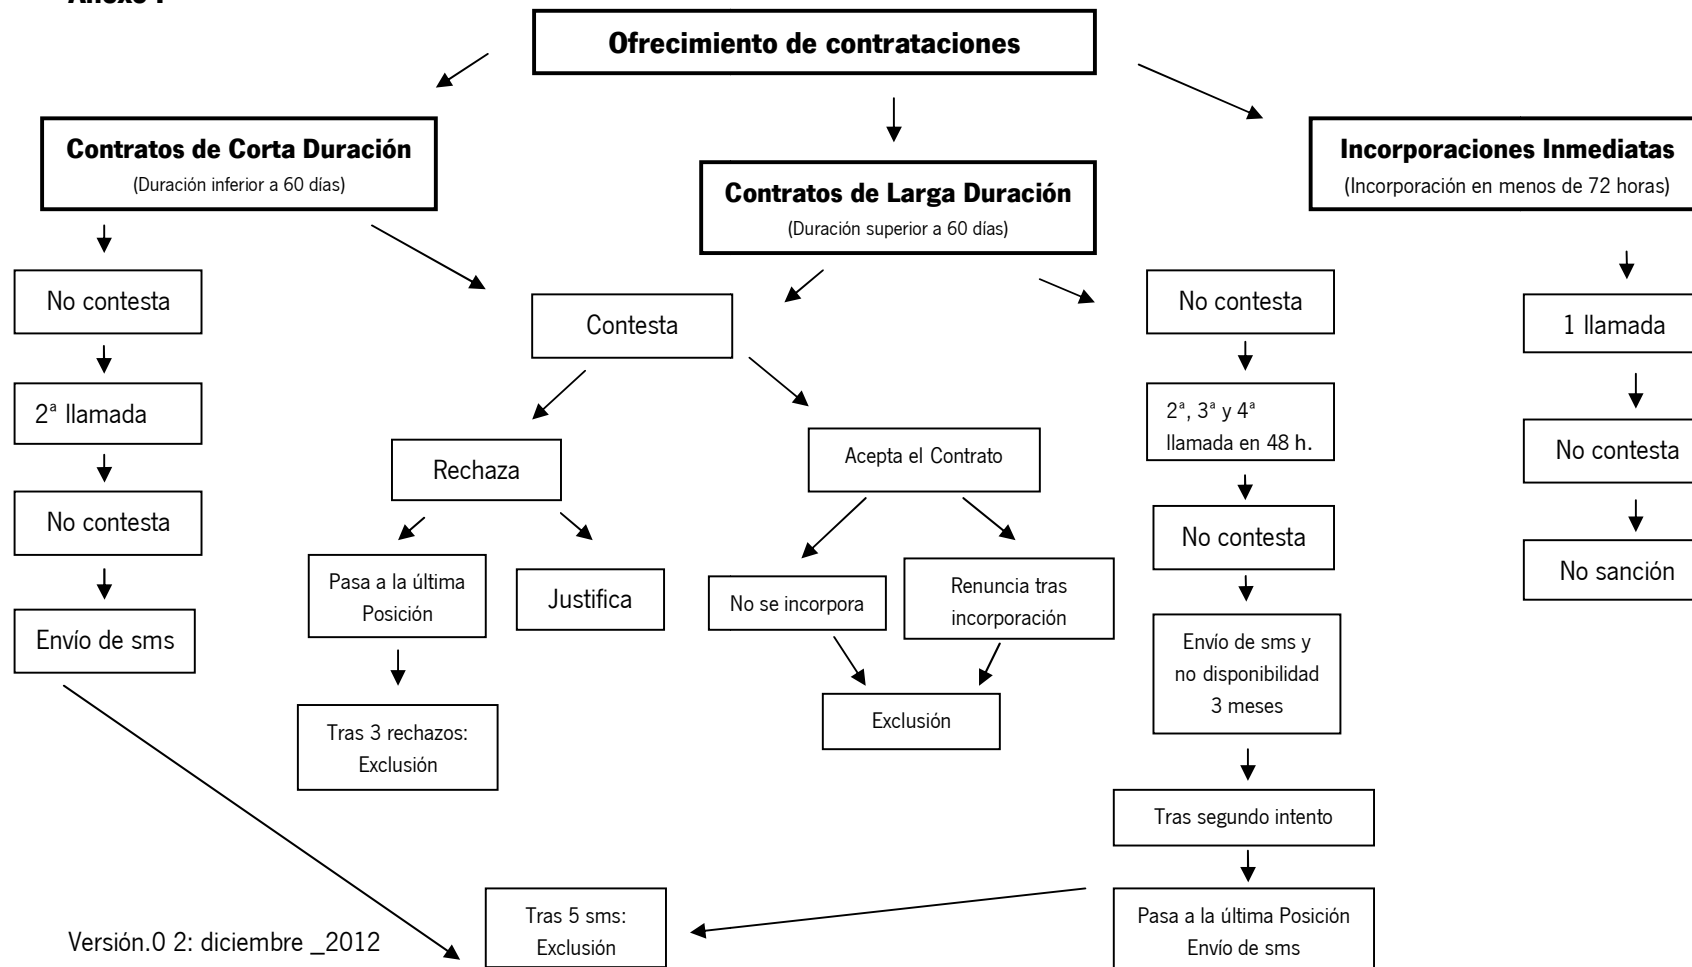 Anexo I
Ofrecimiento de contrataciones
Contratos de Corta Duración
(Duración inferior a 60 días)
Contratos de Larga Duración
(Duración superior a 60 días)
Incorporaciones Inmediatas
(Incorporación en menos de 72 horas)
No contesta
2ª llamada
No contesta
Envío de sms
Contesta
Rechaza
Pasa a la última
Posición
Justifica
Tras 3 rechazos:
Exclusión
Acepta el Contrato
No se incorpora
Renuncia tras
incorporación
Exclusión
No contesta
2ª, 3ª y 4ª
llamada en 48 h.
No contesta
Envío de sms y
no disponibilidad
3 meses
Tras segundo intento
Pasa a la última Posición
Envío de sms
1 llamada
No contesta
No sanción
Tras 5 sms:
Exclusión
Versión.0 2: diciembre _2012